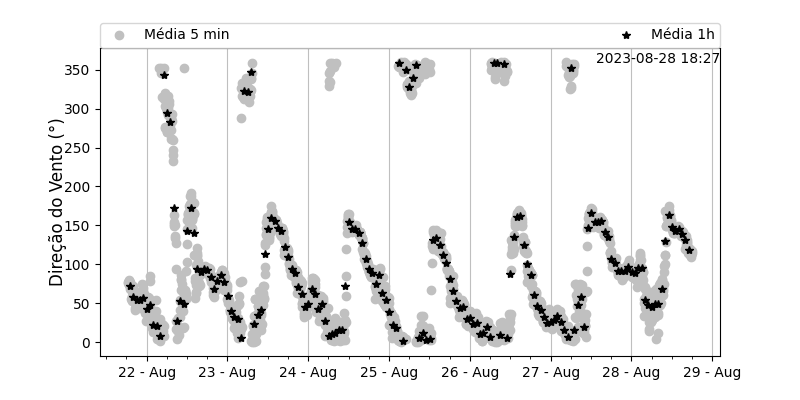 Média 5 min
Média 1h
2023-08-28 18:27
Direção do Vento (°)
350
300
250
200
150
100
50
0
22 - Aug
23 - Aug
24 - Aug
25 - Aug
26 - Aug
27 - Aug
28 - Aug
29 - Aug